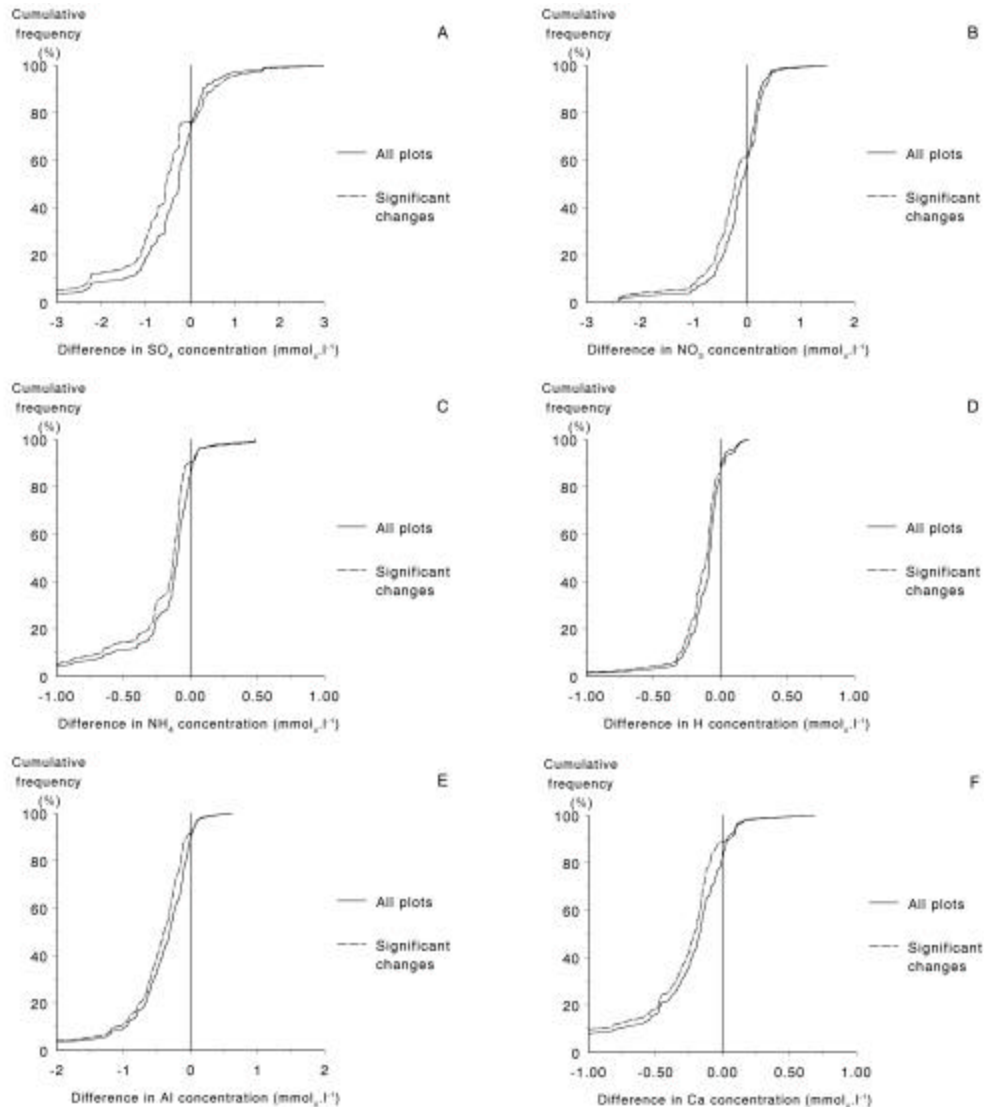 Cumulative
frequency
(%)
A
100
80
60
40
20
0
All plots
Significant
changes
-3 -2 -1 0 1 2 3
Difference in SO₄ concentration (mmol꜀.l⁻¹)
Cumulative
frequency
(%)
B
100
80
60
40
20
0
All plots
Significant
changes
-3 -2 -1 0 1 2
Difference in NO₃ concentration (mmol꜀.l⁻¹)
Cumulative
frequency
(%)
C
100
80
60
40
20
0
All plots
Significant
changes
-1.00 -0.50 0.00 0.50 1.00
Difference in NH₄ concentration (mmol꜀.l⁻¹)
Cumulative
frequency
(%)
D
100
80
60
40
20
0
All plots
Significant
changes
-1.00 -0.50 0.00 0.50 1.00
Difference in H concentration (mmol꜀.l⁻¹)
Cumulative
frequency
(%)
E
100
80
60
40
20
0
All plots
Significant
changes
-2 -1 0 1 2
Difference in Al concentration (mmol꜀.l⁻¹)
Cumulative
frequency
(%)
F
100
80
60
40
20
0
All plots
Significant
changes
-1.00 -0.50 0.00 0.50 1.00
Difference in Ca concentration (mmol꜀.l⁻¹)